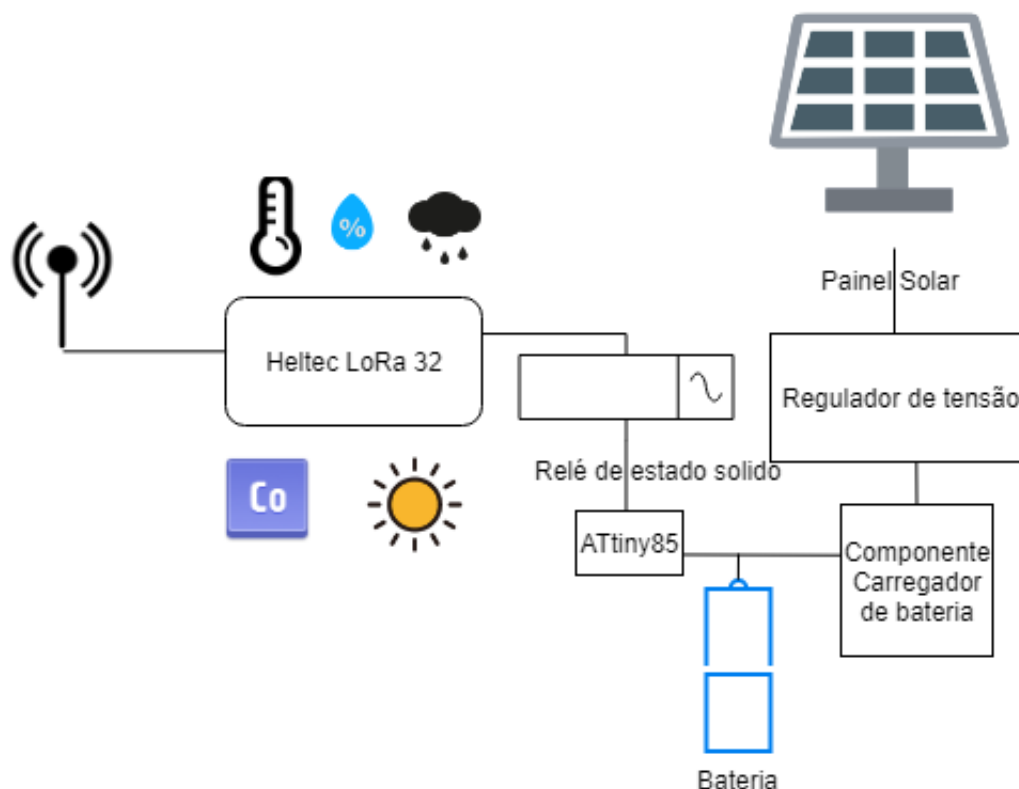 %
Painel Solar
Heltec LoRa 32
Regulador de tensão
Relé de estado solido
Co
ATtiny85
Componente
Carregador
de bateria
Bateria